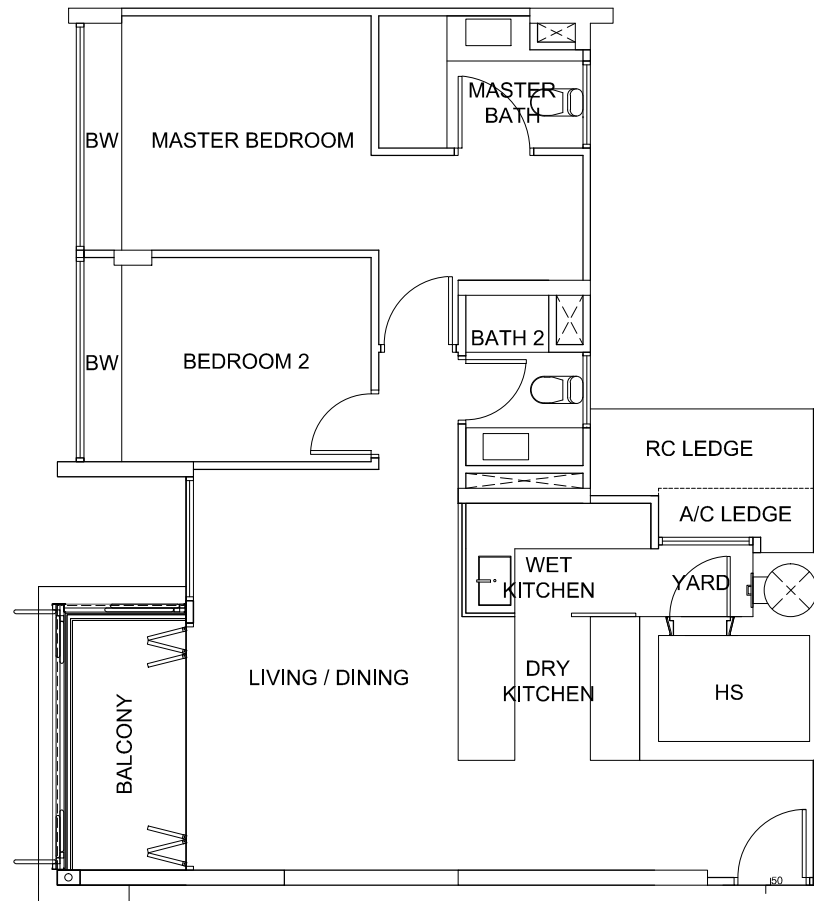 MASTER
BATH
BW
MASTER BEDROOM
BATH 2
BW
BEDROOM 2
RC LEDGE
A/C LEDGE
WET
KITCHEN
YARD
LIVING / DINING
DRY
KITCHEN
HS
BALCONY
50